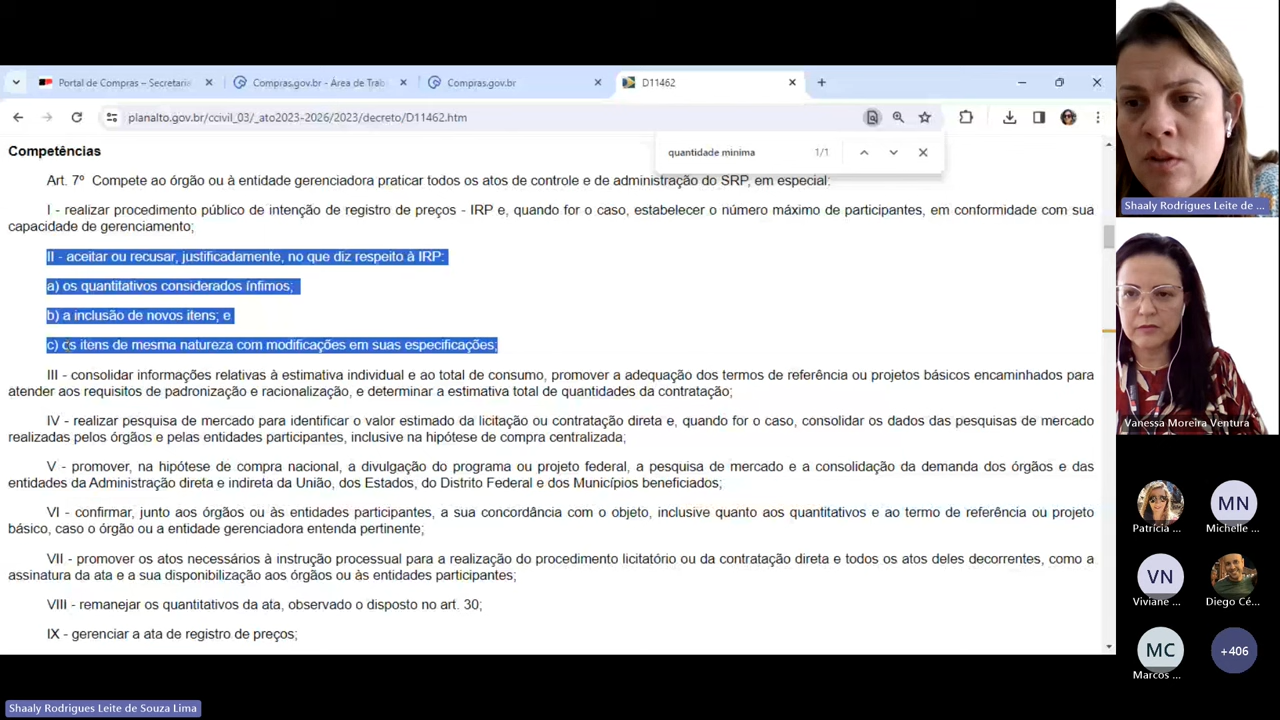 Portal de Compras – Secretarie
Compras.gov.br - Área de Trab
Compras.gov.br
D11462
planalto.gov.br/ccivil_03/_ato2023-2026/2023/decreto/D11462.htm
quantidade minima 1/1
Competências
Art. 7º Compete ao órgão ou à entidade gerenciadora praticar todos os atos de controle e de administração do SRP, em especial:
I - realizar procedimento público de intenção de registro de preços - IRP e, quando for o caso, estabelecer o número máximo de participantes, em conformidade com sua
capacidade de gerenciamento;
II - aceitar ou recusar, justificadamente, no que diz respeito à IRP:
a) os quantitativos considerados ínfimos;
b) a inclusão de novos itens; e
c) os itens de mesma natureza com modificações em suas especificações;
III - consolidar informações relativas à estimativa individual e ao total de consumo, promover a adequação dos termos de referência ou projetos básicos encaminhados para
atender aos requisitos de padronização e racionalização, e determinar a estimativa total de quantidades da contratação;
IV - realizar pesquisa de mercado para identificar o valor estimado da licitação ou contratação direta e, quando for o caso, consolidar os dados das pesquisas de mercado
realizadas pelos órgãos e pelas entidades participantes, inclusive na hipótese de compra centralizada;
V - promover, na hipótese de compra nacional, a divulgação do programa ou projeto federal, a pesquisa de mercado e a consolidação da demanda dos órgãos e das
entidades da Administração direta e indireta da União, dos Estados, do Distrito Federal e dos Municípios beneficiados;
VI - confirmar, junto aos órgãos ou às entidades participantes, a sua concordância com o objeto, inclusive quanto aos quantitativos e ao termo de referência ou projeto
básico, caso o órgão ou a entidade gerenciadora entenda pertinente;
VII - promover os atos necessários à instrução processual para a realização do procedimento licitatório ou da contratação direta e todos os atos deles decorrentes, como a
assinatura da ata e a sua disponibilização aos órgãos ou às entidades participantes;
VIII - remanejar os quantitativos da ata, observado o disposto no art. 30;
IX - gerenciar a ata de registro de preços;
Shaaly Rodrigues Leite de ...
Vanessa Moreira Ventura
Patrícia ...
MN
Michelle ...
VN
Viviane ...
Diego Cé...
MC
Marcos ...
+406
Shaaly Rodrigues Leite de Souza Lima